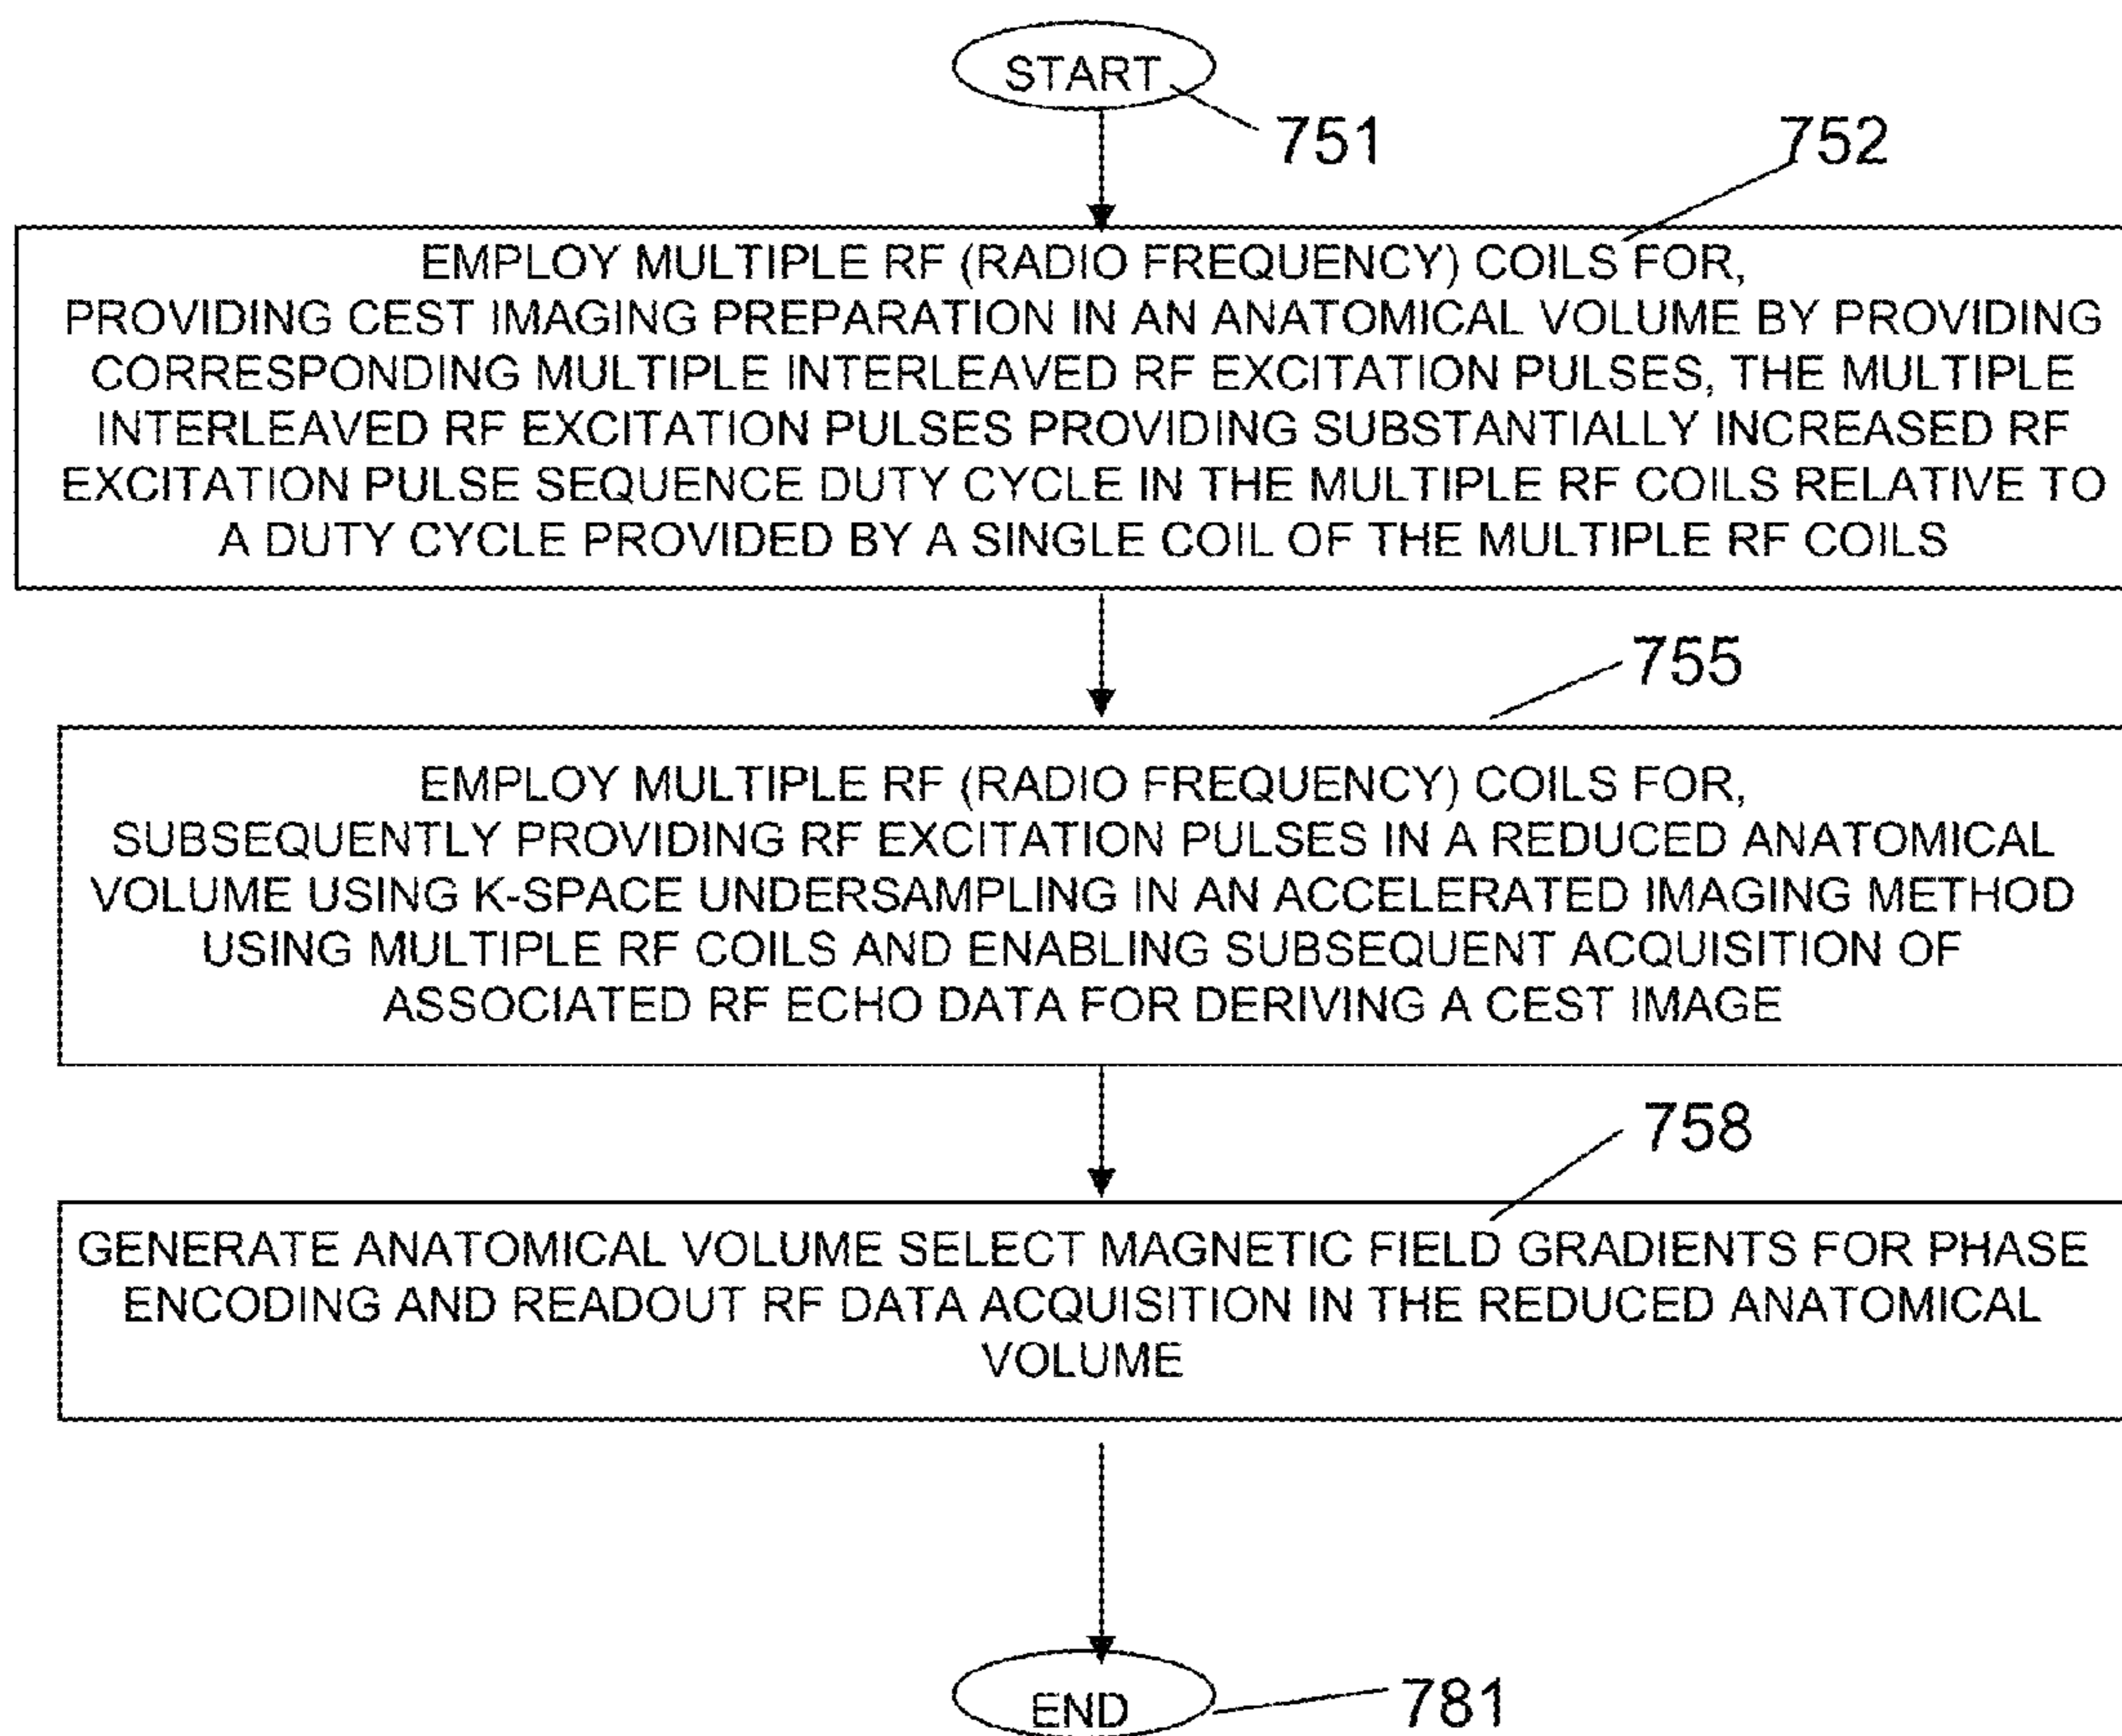 START
751
752
EMPLOY MULTIPLE RF (RADIO FREQUENCY) COILS FOR,
PROVIDING CEST IMAGING PREPARATION IN AN ANATOMICAL VOLUME BY PROVIDING
CORRESPONDING MULTIPLE INTERLEAVED RF EXCITATION PULSES, THE MULTIPLE
INTERLEAVED RF EXCITATION PULSES PROVIDING SUBSTANTIALLY INCREASED RF
EXCITATION PULSE SEQUENCE DUTY CYCLE IN THE MULTIPLE RF COILS RELATIVE TO
A DUTY CYCLE PROVIDED BY A SINGLE COIL OF THE MULTIPLE RF COILS
755
EMPLOY MULTIPLE RF (RADIO FREQUENCY) COILS FOR,
SUBSEQUENTLY PROVIDING RF EXCITATION PULSES IN A REDUCED ANATOMICAL
VOLUME USING K-SPACE UNDERSAMPLING IN AN ACCELERATED IMAGING METHOD
USING MULTIPLE RF COILS AND ENABLING SUBSEQUENT ACQUISITION OF
ASSOCIATED RF ECHO DATA FOR DERIVING A CEST IMAGE
758
GENERATE ANATOMICAL VOLUME SELECT MAGNETIC FIELD GRADIENTS FOR PHASE
ENCODING AND READOUT RF DATA ACQUISITION IN THE REDUCED ANATOMICAL
VOLUME
END
781